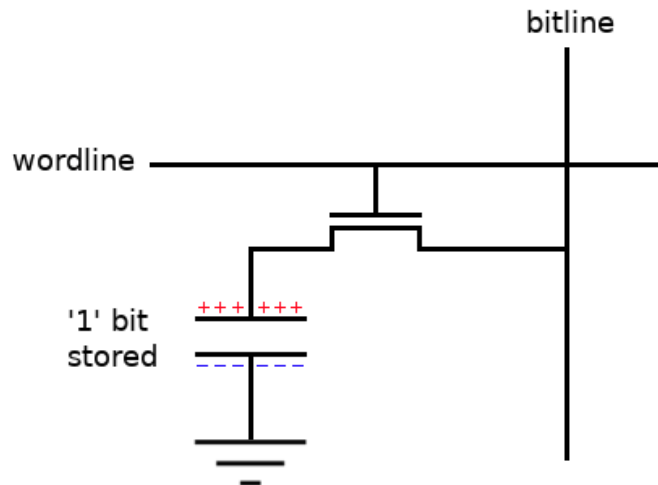 bitline
wordline
+++ +++
'1' bit
stored